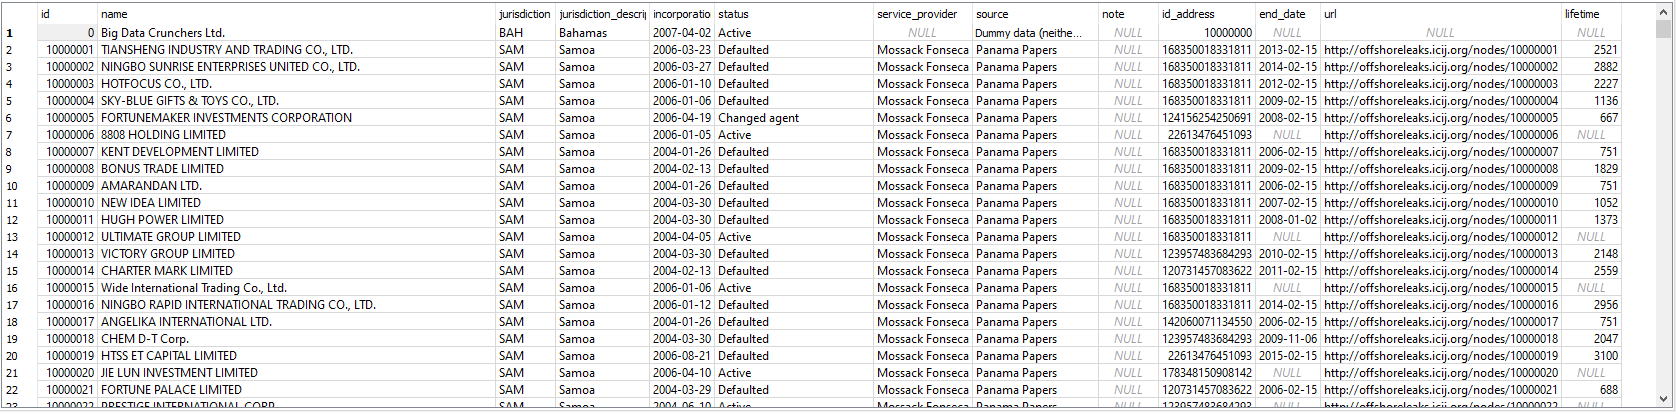 id name jurisdiction jurisdiction_descrip incorporatio status service_provider source note id_address end_date url lifetime
1 0 Big Data Crunchers Ltd. BAH Bahamas 2007-04-02 Active NULL Dummy data (neithe... NULL 10000000 NULL NULL NULL
2 10000001 TIANSHENG INDUSTRY AND TRADING CO., LTD. SAM Samoa 2006-03-23 Defaulted Mossack Fonseca Panama Papers NULL 168350018331811 2013-02-15 http://offshoreleaks.icij.org/nodes/10000001 2521
3 10000002 NINGBO SUNRISE ENTERPRISES UNITED CO., LTD. SAM Samoa 2006-03-27 Defaulted Mossack Fonseca Panama Papers NULL 168350018331811 2014-02-15 http://offshoreleaks.icij.org/nodes/10000002 2882
4 10000003 HOTFOCUS CO., LTD. SAM Samoa 2006-01-10 Defaulted Mossack Fonseca Panama Papers NULL 168350018331811 2012-02-15 http://offshoreleaks.icij.org/nodes/10000003 2227
5 10000004 SKY-BLUE GIFTS & TOYS CO., LTD. SAM Samoa 2006-01-06 Defaulted Mossack Fonseca Panama Papers NULL 168350018331811 2009-02-15 http://offshoreleaks.icij.org/nodes/10000004 1136
6 10000005 FORTUNEMAKER INVESTMENTS CORPORATION SAM Samoa 2006-04-19 Changed agent Mossack Fonseca Panama Papers NULL 124156254250691 2008-02-15 http://offshoreleaks.icij.org/nodes/10000005 667
7 10000006 8808 HOLDING LIMITED SAM Samoa 2006-01-05 Active Mossack Fonseca Panama Papers NULL 22613476451093 NULL http://offshoreleaks.icij.org/nodes/10000006 NULL
8 10000007 KENT DEVELOPMENT LIMITED SAM Samoa 2004-01-26 Defaulted Mossack Fonseca Panama Papers NULL 168350018331811 2006-02-15 http://offshoreleaks.icij.org/nodes/10000007 751
9 10000008 BONUS TRADE LIMITED SAM Samoa 2004-02-13 Defaulted Mossack Fonseca Panama Papers NULL 168350018331811 2009-02-15 http://offshoreleaks.icij.org/nodes/10000008 1829
10 10000009 AMARANDAN LTD. SAM Samoa 2004-01-26 Defaulted Mossack Fonseca Panama Papers NULL 168350018331811 2006-02-15 http://offshoreleaks.icij.org/nodes/10000009 751
11 10000010 NEW IDEA LIMITED SAM Samoa 2004-03-30 Defaulted Mossack Fonseca Panama Papers NULL 168350018331811 2007-02-15 http://offshoreleaks.icij.org/nodes/10000010 1052
12 10000011 HUGH POWER LIMITED SAM Samoa 2004-03-30 Defaulted Mossack Fonseca Panama Papers NULL 168350018331811 2008-01-02 http://offshoreleaks.icij.org/nodes/10000011 1373
13 10000012 ULTIMATE GROUP LIMITED SAM Samoa 2004-04-05 Active Mossack Fonseca Panama Papers NULL 168350018331811 NULL http://offshoreleaks.icij.org/nodes/10000012 NULL
14 10000013 VICTORY GROUP LIMITED SAM Samoa 2004-03-30 Defaulted Mossack Fonseca Panama Papers NULL 123957483684293 2010-02-15 http://offshoreleaks.icij.org/nodes/10000013 2148
15 10000014 CHARTER MARK LIMITED SAM Samoa 2004-02-13 Defaulted Mossack Fonseca Panama Papers NULL 120731457083622 2011-02-15 http://offshoreleaks.icij.org/nodes/10000014 2559
16 10000015 Wide International Trading Co., Ltd. SAM Samoa 2006-01-06 Active Mossack Fonseca Panama Papers NULL 168350018331811 NULL http://offshoreleaks.icij.org/nodes/10000015 NULL
17 10000016 NINGBO RAPID INTERNATIONAL TRADING CO., LTD. SAM Samoa 2006-01-12 Defaulted Mossack Fonseca Panama Papers NULL 168350018331811 2014-02-15 http://offshoreleaks.icij.org/nodes/10000016 2956
18 10000017 ANGELIKA INTERNATIONAL LTD. SAM Samoa 2004-01-26 Defaulted Mossack Fonseca Panama Papers NULL 142060071134550 2006-02-15 http://offshoreleaks.icij.org/nodes/10000017 751
19 10000018 CHEM D-T Corp. SAM Samoa 2004-03-30 Defaulted Mossack Fonseca Panama Papers NULL 123957483684293 2009-11-06 http://offshoreleaks.icij.org/nodes/10000018 2047
20 10000019 HTSS ET CAPITAL LIMITED SAM Samoa 2006-08-21 Defaulted Mossack Fonseca Panama Papers NULL 22613476451093 2015-02-15 http://offshoreleaks.icij.org/nodes/10000019 3100
21 10000020 JIE LUN INVESTMENT LIMITED SAM Samoa 2006-04-10 Active Mossack Fonseca Panama Papers NULL 178348150908142 NULL http://offshoreleaks.icij.org/nodes/10000020 NULL
22 10000021 FORTUNE PALACE LIMITED SAM Samoa 2004-03-29 Defaulted Mossack Fonseca Panama Papers NULL 120731457083622 2006-02-15 http://offshoreleaks.icij.org/nodes/10000021 688
23 10000022 PRESTIGE INTERNATIONAL CORP. SAM Samoa 2004-06-10 Active Mossack Fonseca Panama Papers NULL 123957483684293 NULL http://offshoreleaks.icij.org/nodes/10000022 NULL